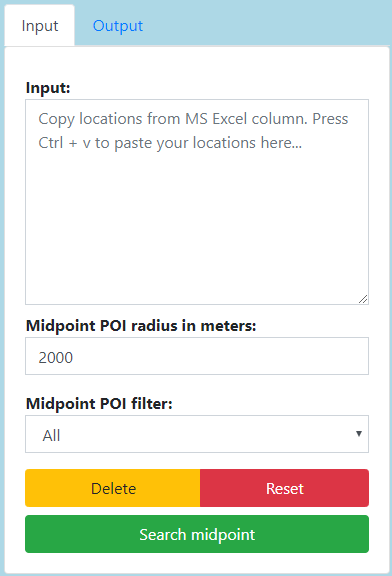 Input Output
Input:
Copy locations from MS Excel column. Press
Ctrl + v to paste your locations here...
Midpoint POI radius in meters:
2000
Midpoint POI filter:
All
Delete Reset
Search midpoint